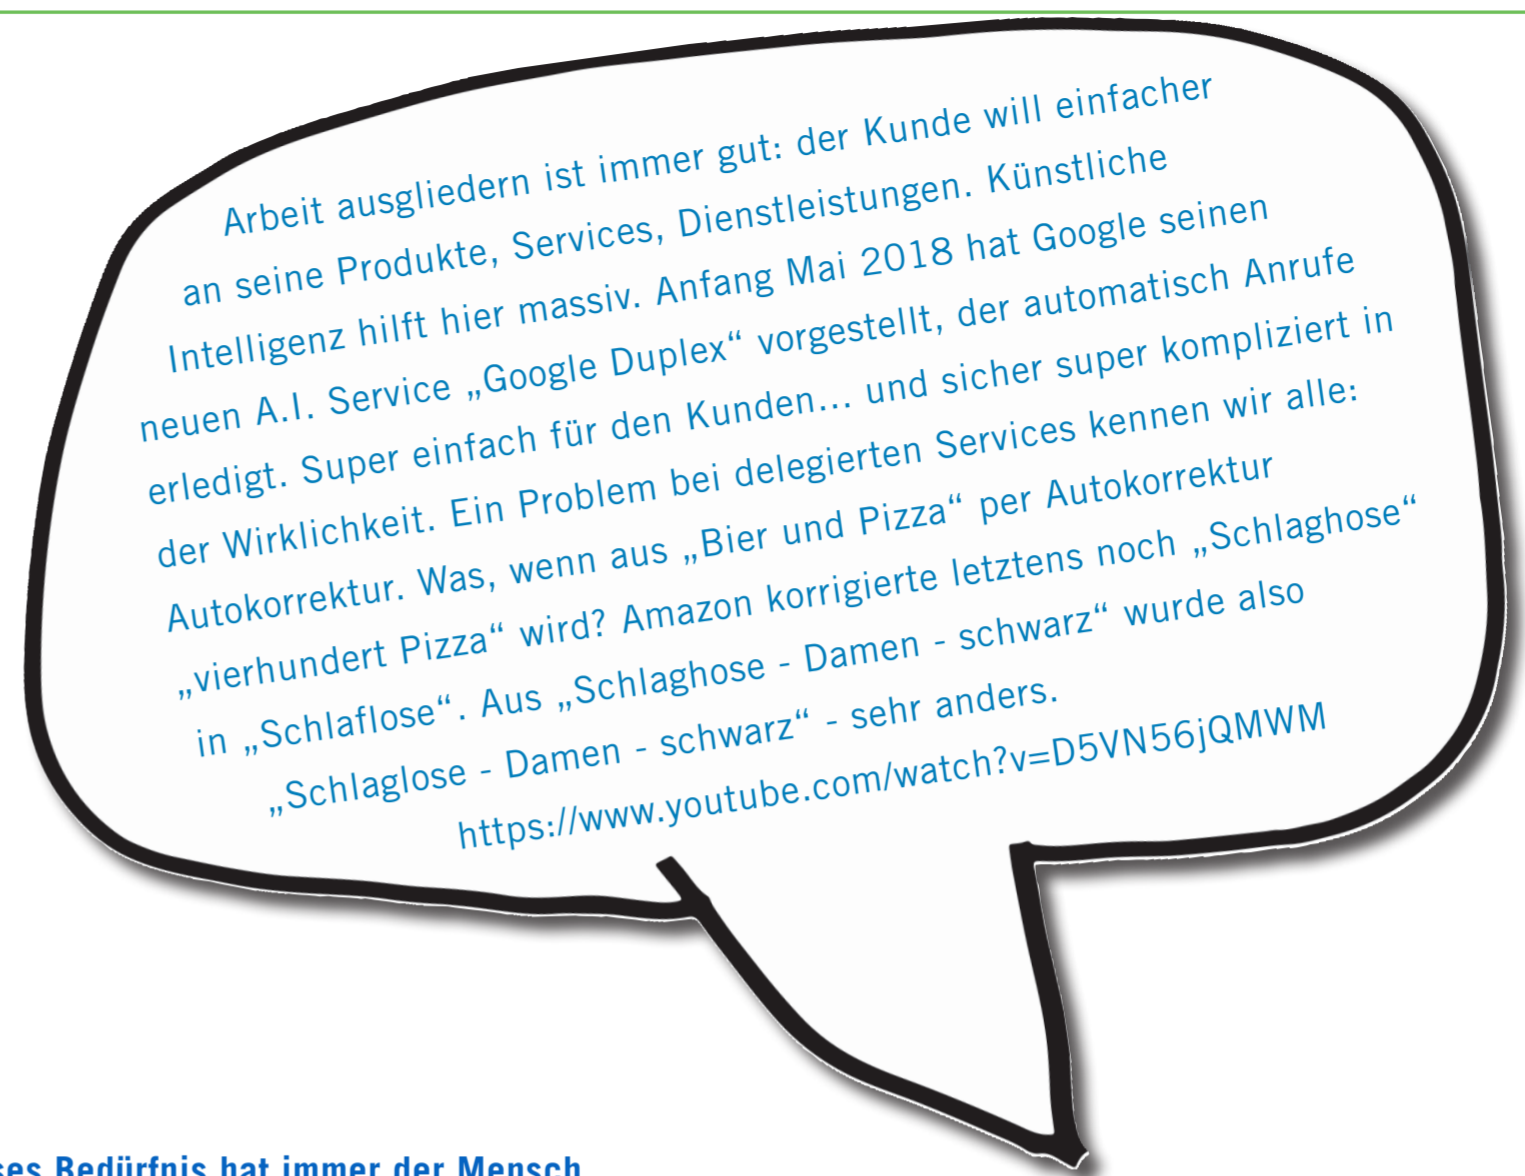 Arbeit ausgliedern ist immer gut: der Kunde will einfacher
an seine Produkte, Services, Dienstleistungen. Künstliche
Intelligenz hilft hier massiv. Anfang Mai 2018 hat Google seinen
neuen A.I. Service „Google Duplex“ vorgestellt, der automatisch Anrufe
erledigt. Super einfach für den Kunden... und sicher super kompliziert in
der Wirklichkeit. Ein Problem bei delegierten Services kennen wir alle:
Autokorrektur. Was, wenn aus „Bier und Pizza“ per Autokorrektur
„vierhundert Pizza“ wird? Amazon korrigierte letztens noch „Schlaghose“
in „Schlaflose“. Aus „Schlaghose - Damen - schwarz“ wurde also
„Schlaglose - Damen - schwarz“ - sehr anders.
https://www.youtube.com/watch?v=D5VN56jQMWM
ses Bedürfnis hat immer der Mensch